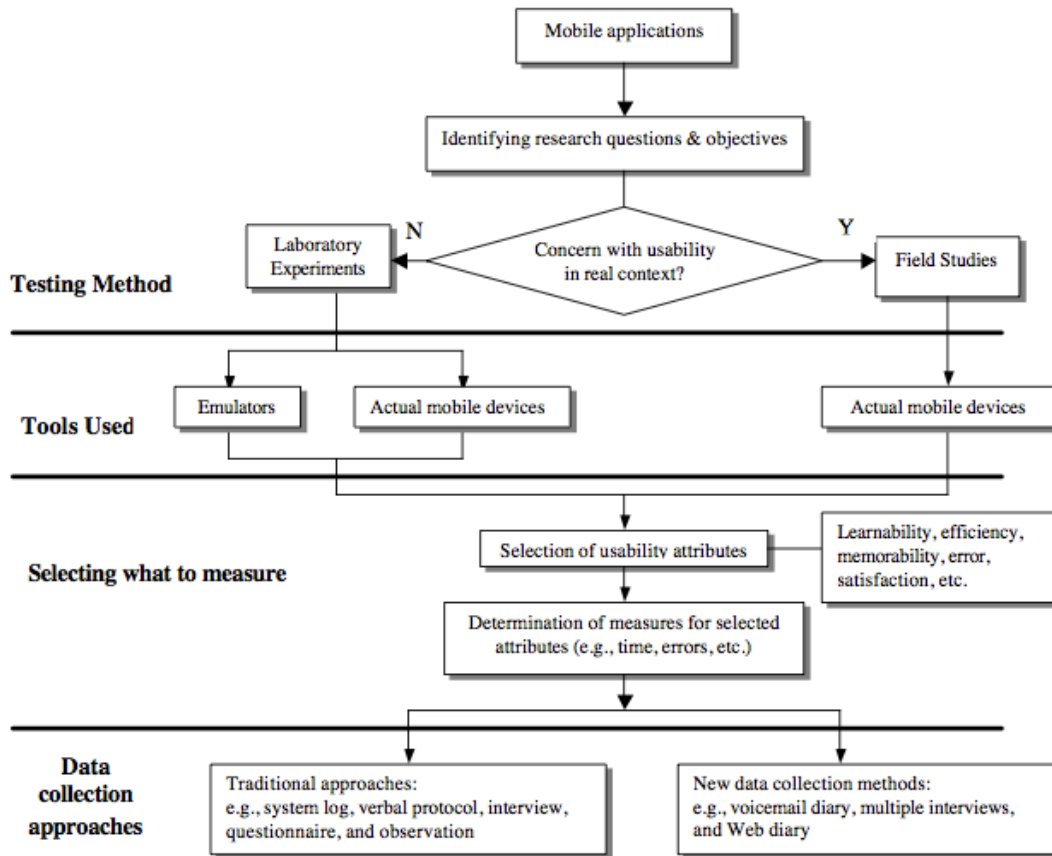 Mobile applications
Identifying research questions & objectives
N
Y
Laboratory
Experiments
Concern with usability
in real context?
Field Studies
Testing Method
Emulators
Actual mobile devices
Actual mobile devices
Tools Used
Selection of usability attributes
Learnability, efficiency,
memorability, error,
satisfaction, etc.
Selecting what to measure
Determination of measures for selected
attributes (e.g., time, errors, etc.)
Data
collection
approaches
Traditional approaches:
e.g., system log, verbal protocol, interview,
questionnaire, and observation
New data collection methods:
e.g., voicemail diary, multiple interviews,
and Web diary